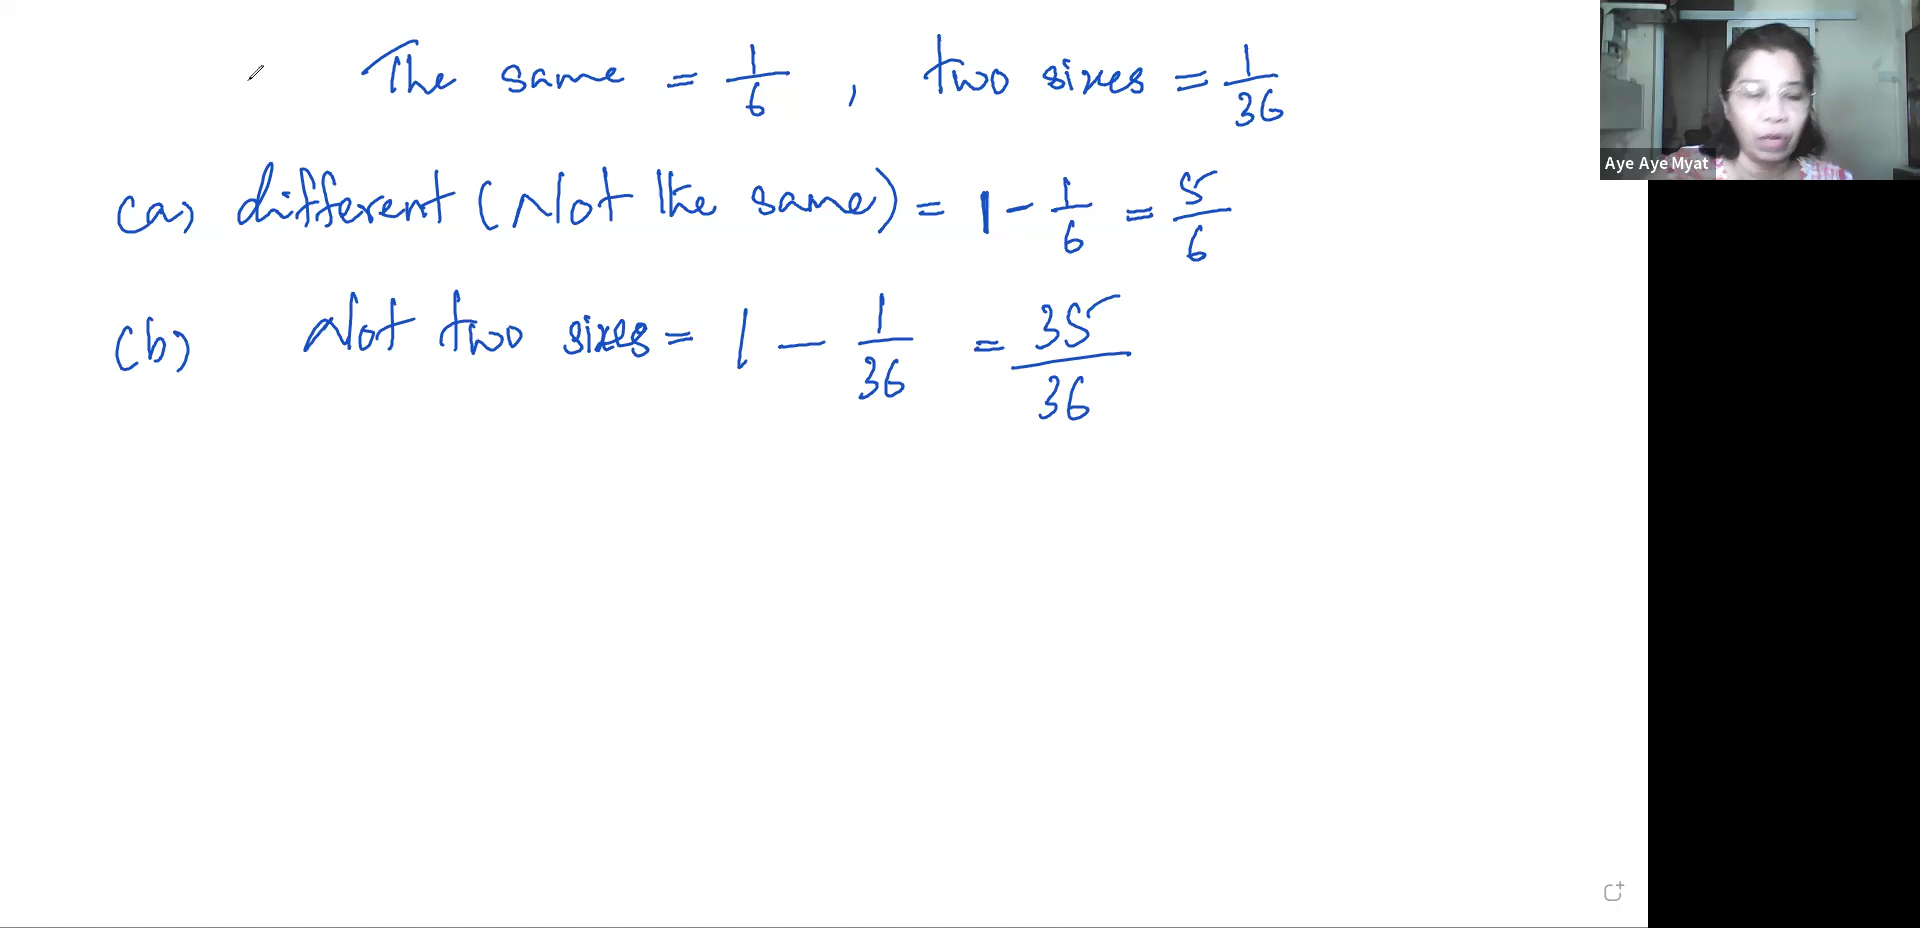 The same = 1/6 , two sixes = 1/36
Aye Aye Myat
(a) different (Not the same) = 1 - 1/6 = 5/6
(b) Not two sixes = 1 - 1/36 = 35/36